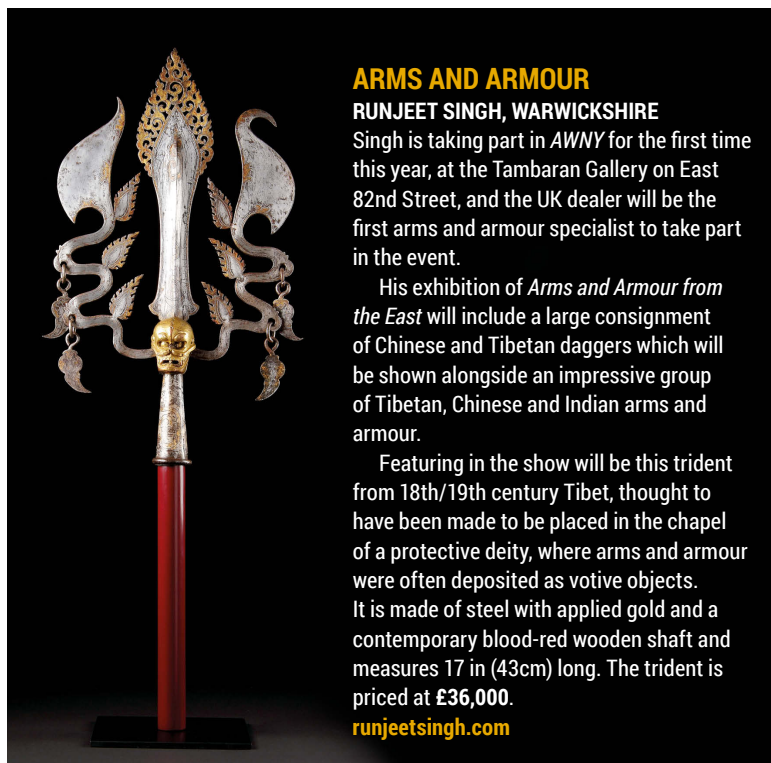 ARMS AND ARMOUR
RUNJEET SINGH, WARWICKSHIRE
Singh is taking part in AWNY for the first time
this year, at the Tambaran Gallery on East
82nd Street, and the UK dealer will be the
first arms and armour specialist to take part
in the event.
His exhibition of Arms and Armour from
the East will include a large consignment
of Chinese and Tibetan daggers which will
be shown alongside an impressive group
of Tibetan, Chinese and Indian arms and
armour.
Featuring in the show will be this trident
from 18th/19th century Tibet, thought to
have been made to be placed in the chapel
of a protective deity, where arms and armour
were often deposited as votive objects.
It is made of steel with applied gold and a
contemporary blood-red wooden shaft and
measures 17 in (43cm) long. The trident is
priced at £36,000.
runjeetsingh.com